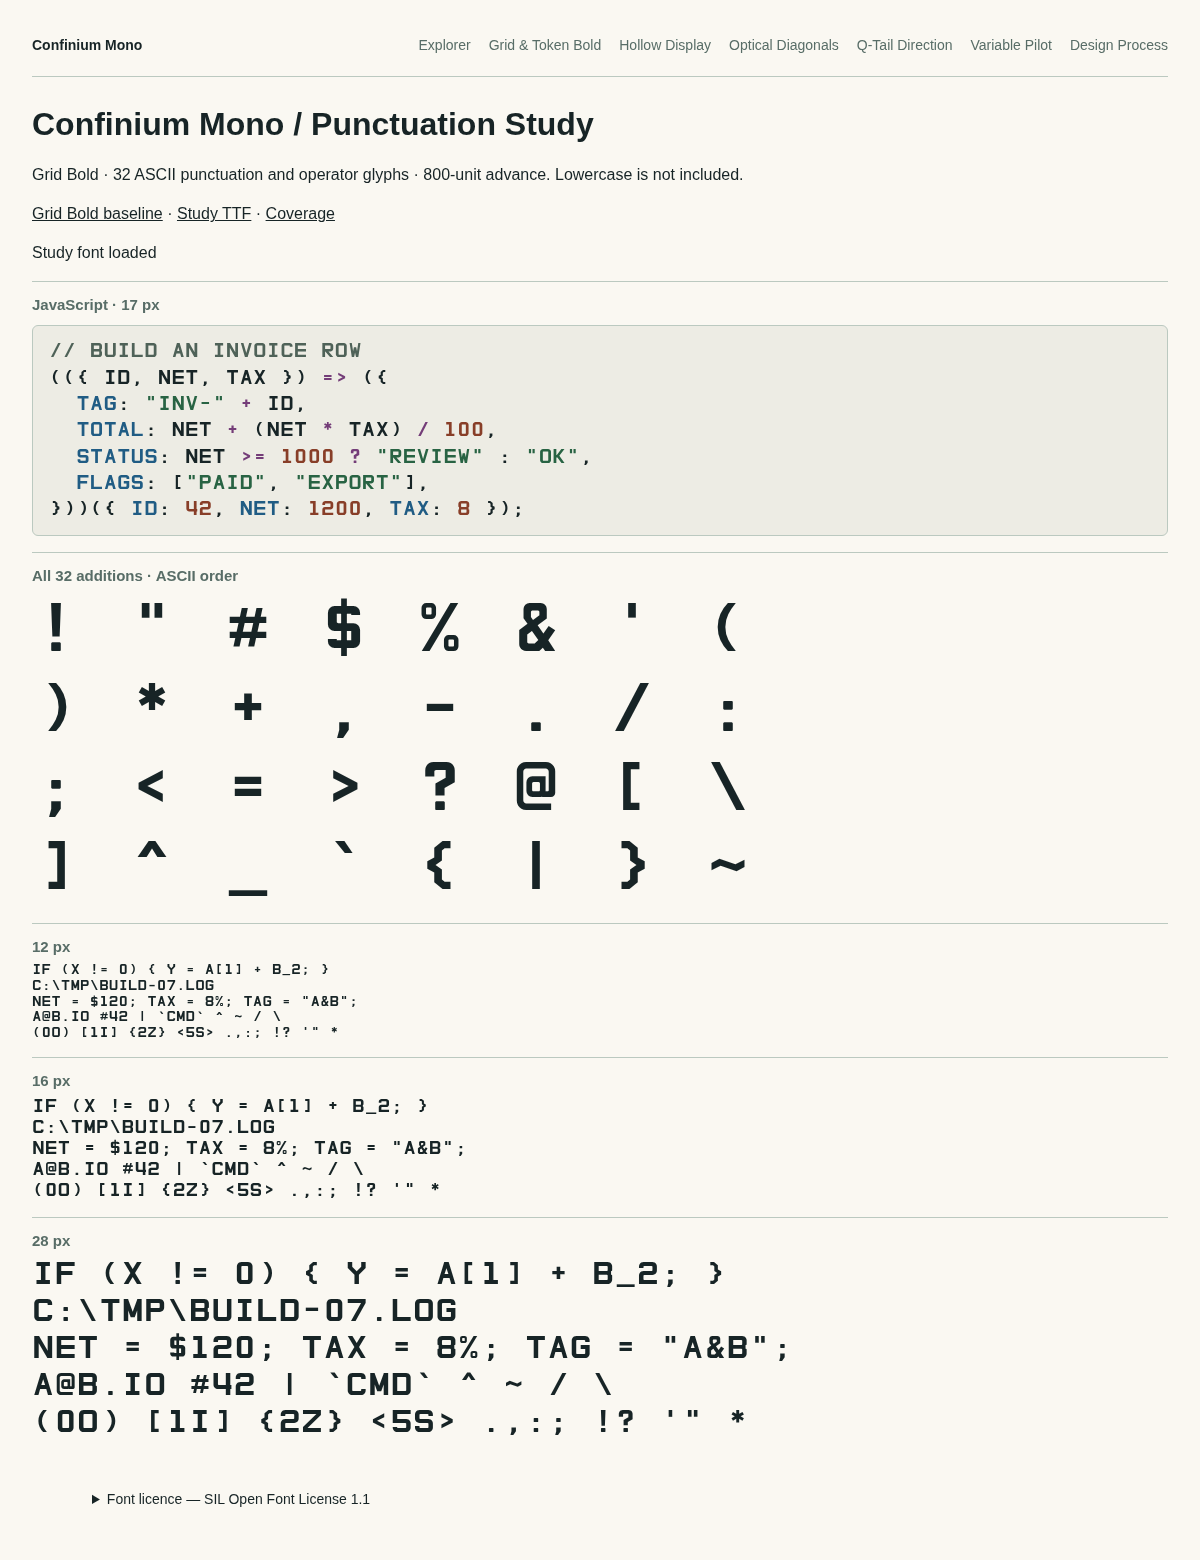 Confinium Mono
Explorer Grid & Token Bold Hollow Display Optical Diagonals Q-Tail Direction Variable Pilot Design Process
Confinium Mono / Punctuation Study
Grid Bold · 32 ASCII punctuation and operator glyphs · 800-unit advance. Lowercase is not included.
Grid Bold baseline · Study TTF · Coverage
Study font loaded
JavaScript · 17 px
// BUILD AN INVOICE ROW
(({ ID, NET, TAX }) => ({
  TAG: "INV-" + ID,
  TOTAL: NET + (NET * TAX) / 100,
  STATUS: NET >= 1000 ? "REVIEW" : "OK",
  FLAGS: ["PAID", "EXPORT"],
}))({ ID: 42, NET: 1200, TAX: 8 });
All 32 additions · ASCII order
! " # $ % & ' (
) * + , - . / :
; < = > ? @ [ \
] ^ _ ` { | } ~
12 px
IF (X != 0) { Y = A[1] + B_2; }
C:\TMP\BUILD-07.LOG
NET = $120; TAX = 8%; TAG = "A&B";
A@B.IO #42 | `CMD` ^ ~ / \
(0O) [1I] {2Z} <5S> .,:; !? '" *
16 px
IF (X != 0) { Y = A[1] + B_2; }
C:\TMP\BUILD-07.LOG
NET = $120; TAX = 8%; TAG = "A&B";
A@B.IO #42 | `CMD` ^ ~ / \
(0O) [1I] {2Z} <5S> .,:; !? '" *
28 px
IF (X != 0) { Y = A[1] + B_2; }
C:\TMP\BUILD-07.LOG
NET = $120; TAX = 8%; TAG = "A&B";
A@B.IO #42 | `CMD` ^ ~ / \
(0O) [1I] {2Z} <5S> .,:; !? '" *
Font licence — SIL Open Font License 1.1